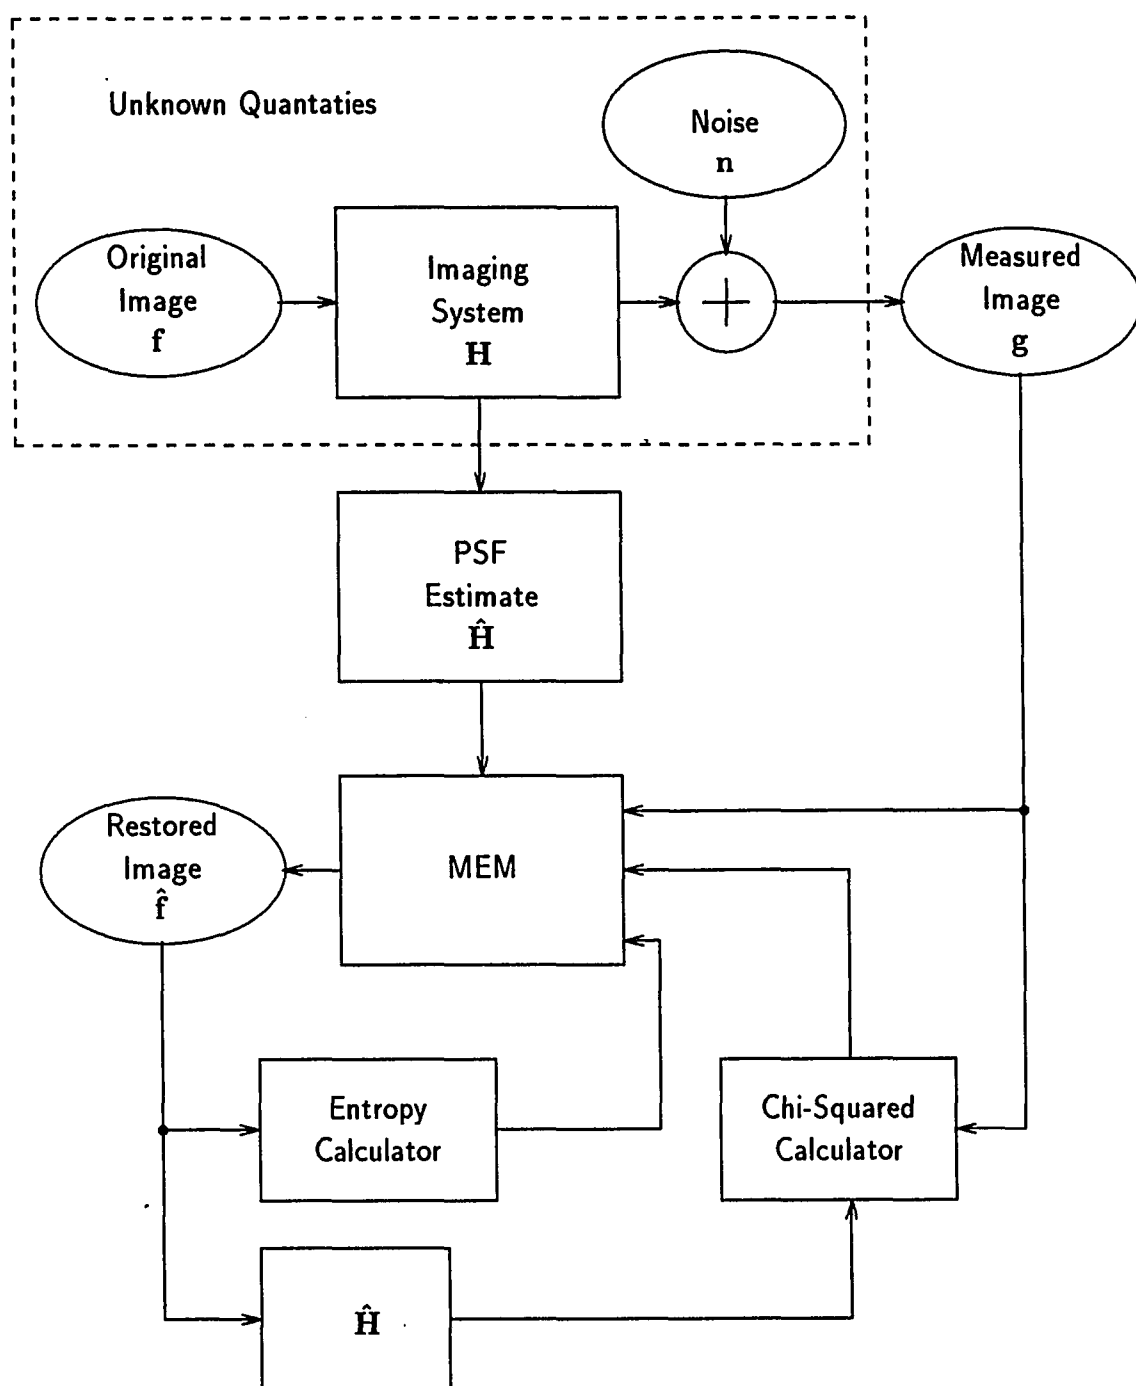 Unknown Quantaties
Noise
n
Original
Image
f
Imaging
System
H
Measured
Image
g
PSF
Estimate
Ĥ
Restored
Image
f̂
MEM
Entropy
Calculator
Chi-Squared
Calculator
Ĥ